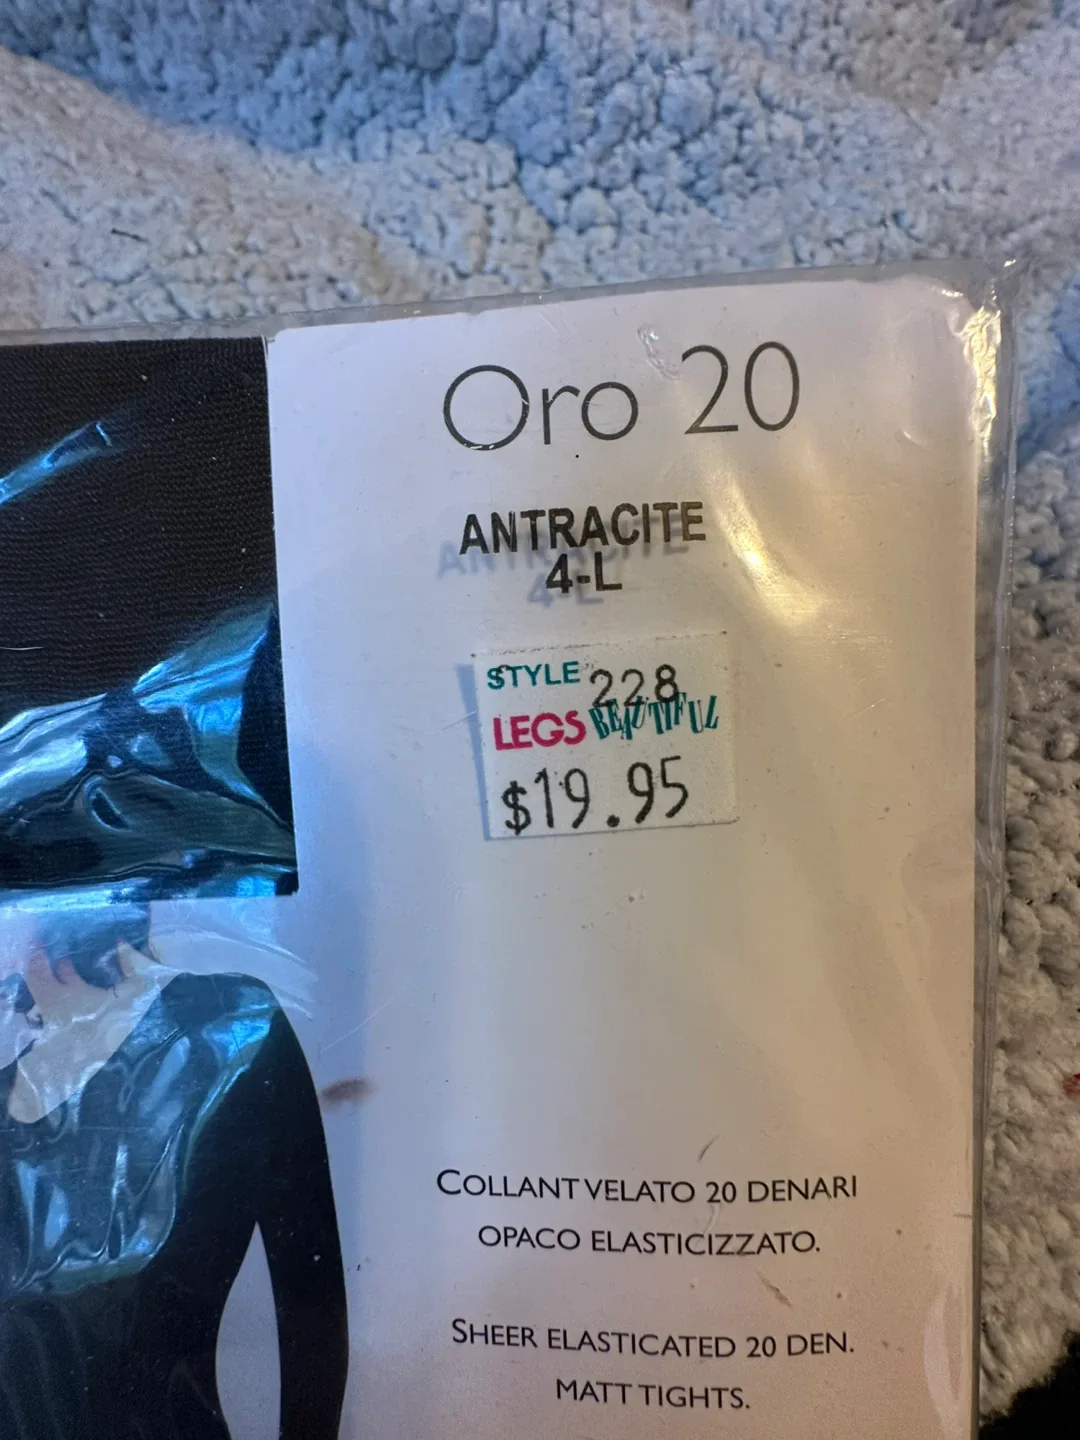 Oro 20
ANTRACITE
4-L
STYLE 228
LEGS BEAUTIFUL
$19.95
COLLANT VELATO 20 DENARI
OPACO ELASTICIZZATO.
SHEER ELASTICATED 20 DEN.
MATT TIGHTS.